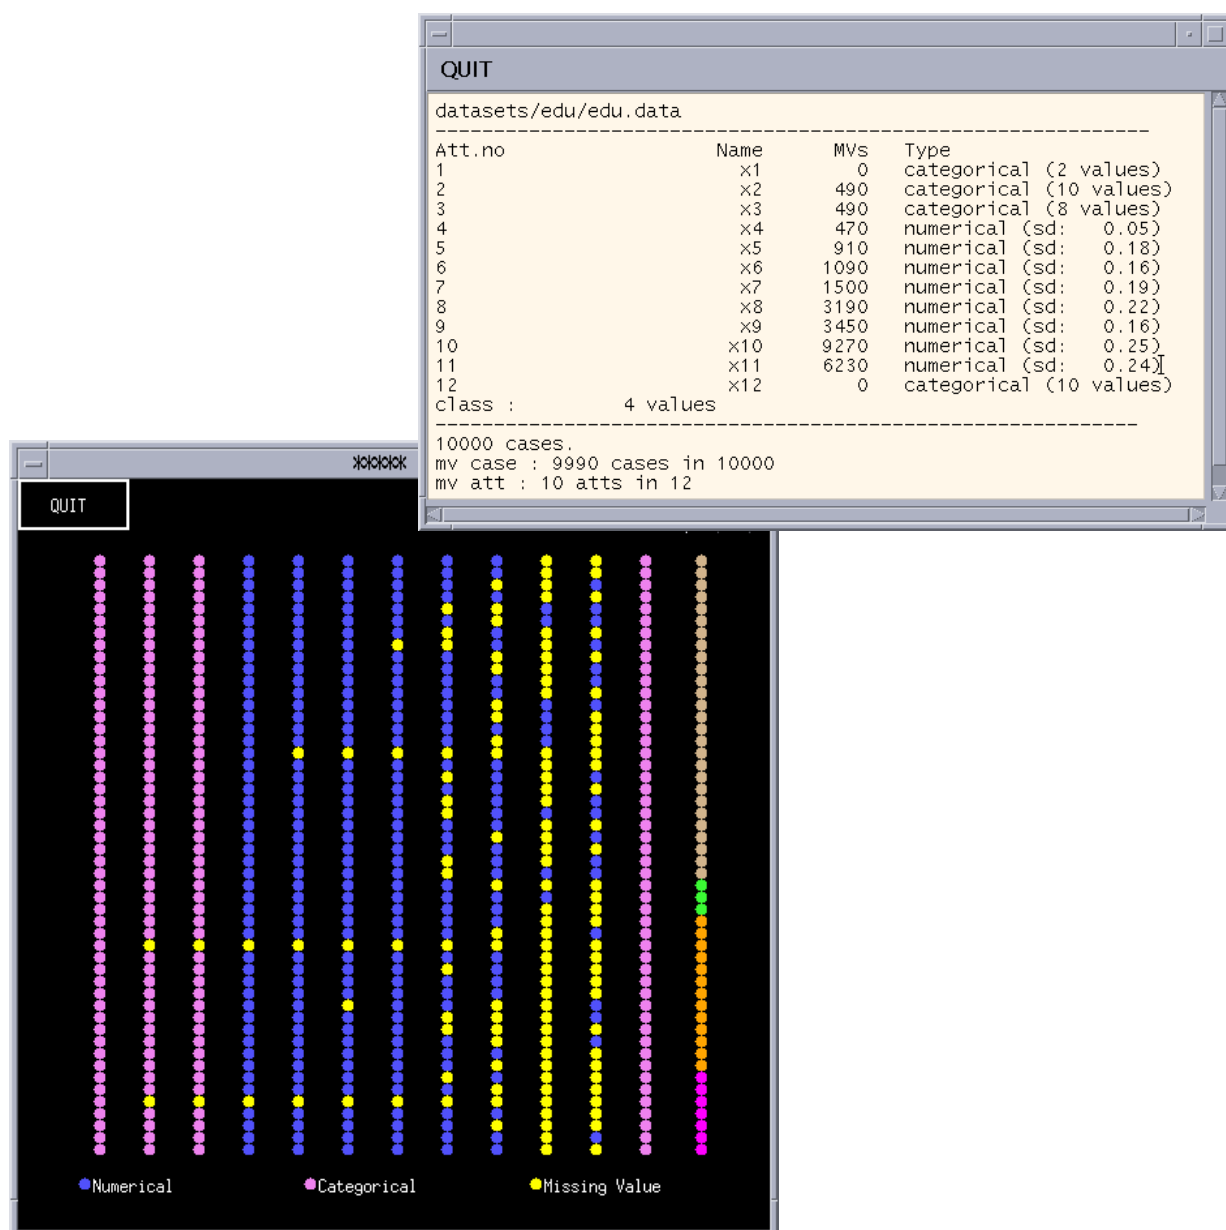 QUIT
datasets/edu/edu.data
------------------------------------------------------------
Att.no Name MVs Type
1 x1 0 categorical (2 values)
2 x2 490 categorical (10 values)
3 x3 490 categorical (8 values)
4 x4 470 numerical (sd: 0.05)
5 x5 910 numerical (sd: 0.18)
6 x6 1090 numerical (sd: 0.16)
7 x7 1500 numerical (sd: 0.19)
8 x8 3190 numerical (sd: 0.22)
9 x9 3450 numerical (sd: 0.16)
10 x10 9270 numerical (sd: 0.25)
11 x11 6230 numerical (sd: 0.24)
12 x12 0 categorical (10 values)
class : 4 values
-----------------------------------------------------------
10000 cases.
mv case : 9990 cases in 10000
mv att : 10 atts in 12
*****
QUIT
Numerical Categorical Missing Value